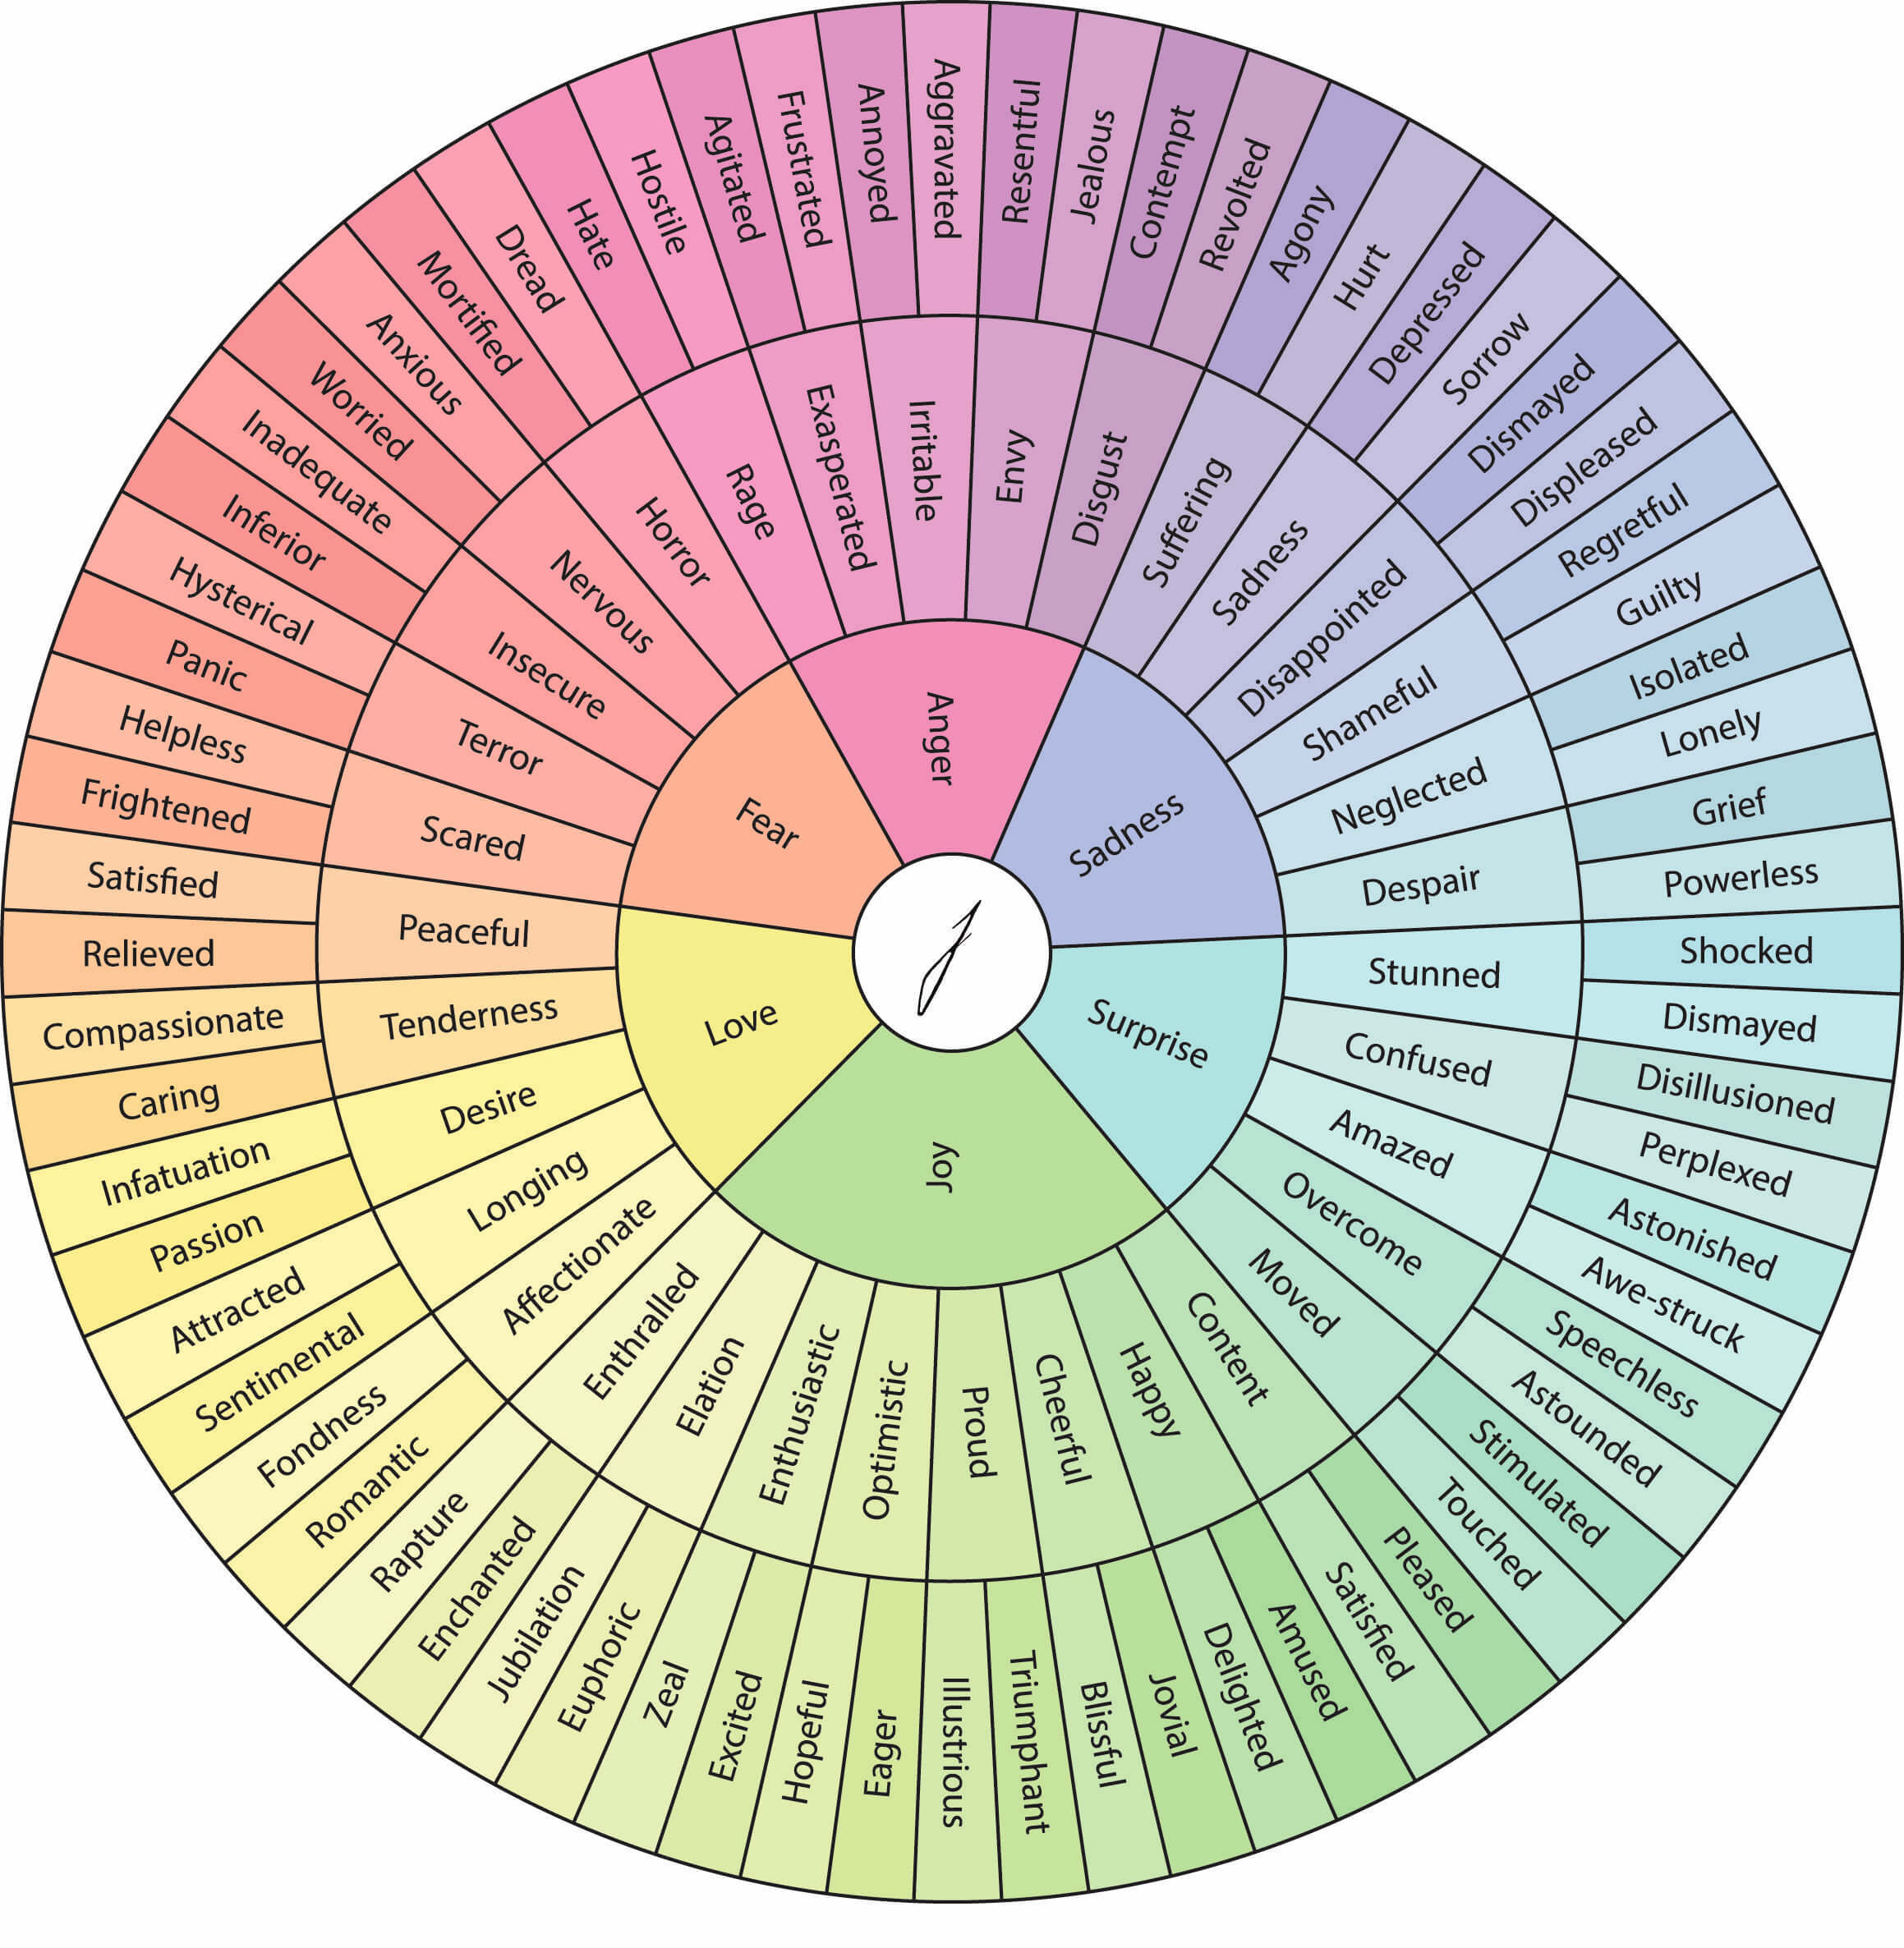 Anger
Sadness
Surprise
Joy
Love
Fear
Rage
Exasperated
Irritable
Envy
Disgust
Suffering
Sadness
Disappointed
Shameful
Neglected
Despair
Stunned
Confused
Amazed
Overcome
Moved
Content
Happy
Cheerful
Proud
Optimistic
Enthusiastic
Elation
Enthralled
Affectionate
Longing
Desire
Tenderness
Peaceful
Scared
Terror
Insecure
Nervous
Horror
Hate
Hostile
Agitated
Frustrated
Annoyed
Aggravated
Resentful
Jealous
Contempt
Revolted
Agony
Hurt
Depressed
Sorrow
Dismayed
Displeased
Regretful
Guilty
Isolated
Lonely
Grief
Powerless
Shocked
Dismayed
Disillusioned
Perplexed
Astonished
Awe-struck
Speechless
Astounded
Stimulated
Touched
Pleased
Satisfied
Amused
Delighted
Jovial
Blissful
Triumphant
Illustrious
Eager
Hopeful
Excited
Zeal
Euphoric
Jubilation
Enchanted
Rapture
Romantic
Fondness
Sentimental
Attracted
Passion
Infatuation
Caring
Compassionate
Relieved
Satisfied
Frightened
Helpless
Panic
Hysterical
Inferior
Inadequate
Worried
Anxious
Mortified
Dread